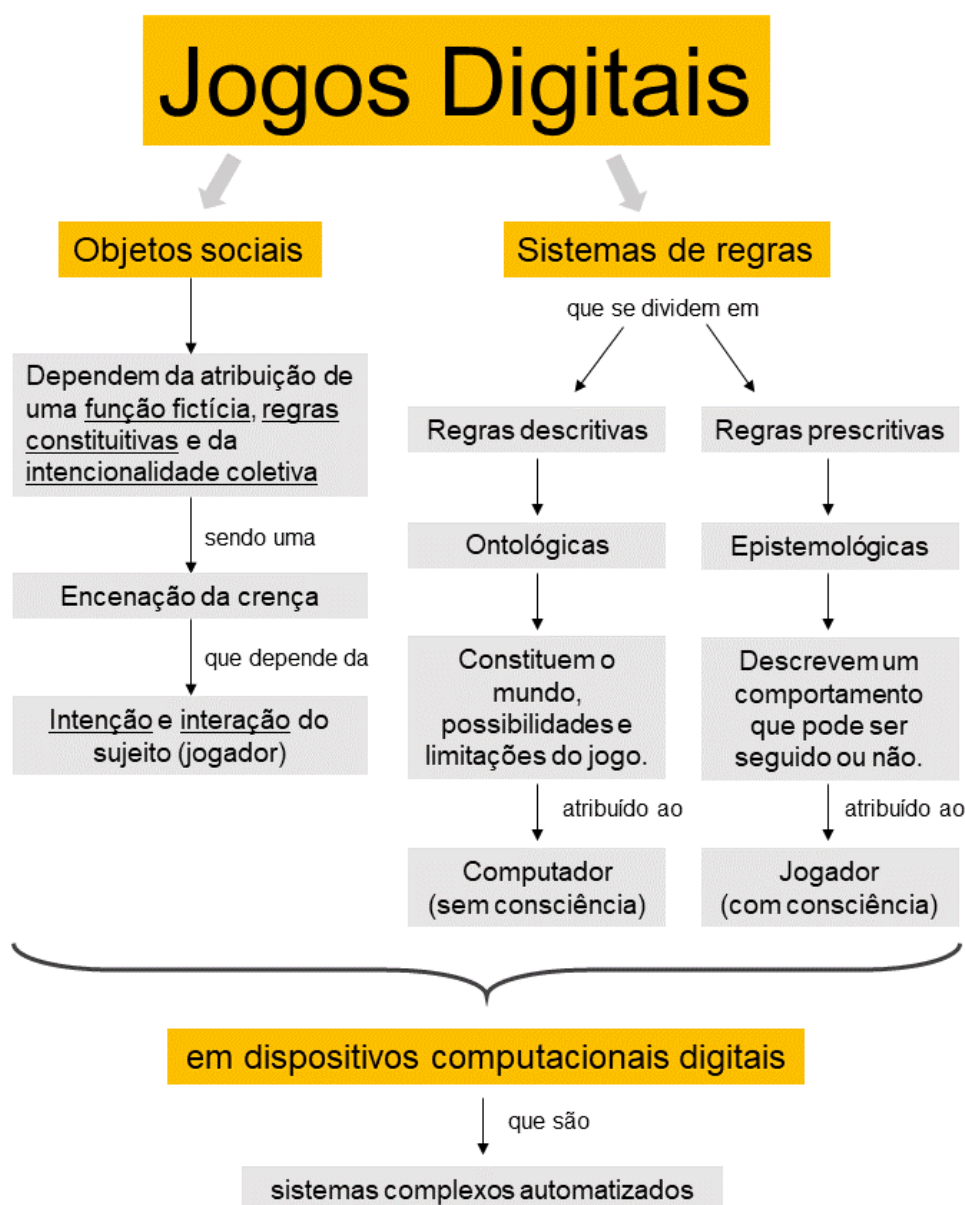 Jogos Digitais
Objetos sociais
Dependem da atribuição de
uma função fictícia, regras
constituitivas e da
intencionalidade coletiva
sendo uma
Encenação da crença
que depende da
Intenção e interação do
sujeito (jogador)
Sistemas de regras
que se dividem em
Regras descritivas
Ontológicas
Constituem o
mundo,
possibilidades e
limitações do jogo.
atribuído ao
Computador
(sem consciência)
Regras prescritivas
Epistemológicas
Descrevem um
comportamento
que pode ser
seguido ou não.
atribuído ao
Jogador
(com consciência)
em dispositivos computacionais digitais
que são
sistemas complexos automatizados